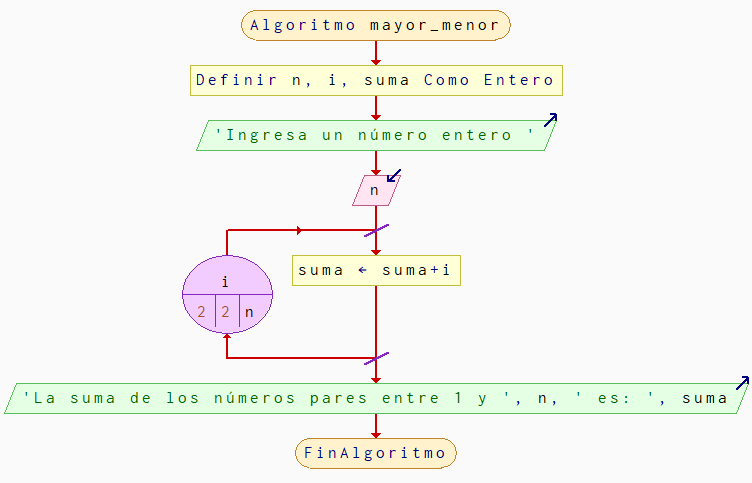 Algoritmo mayor_menor
Definir n, i, suma Como Entero
'Ingresa un número entero '
n
suma ← suma+i
i
2 2 n
'La suma de los números pares entre 1 y ', n, ' es: ', suma
FinAlgoritmo